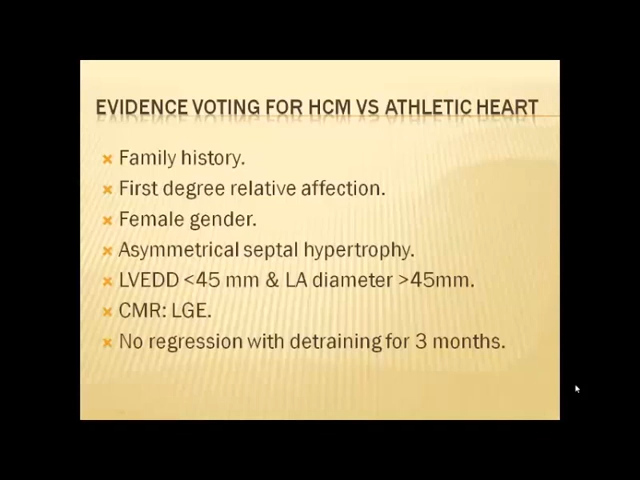 EVIDENCE VOTING FOR HCM VS ATHLETIC HEART
Family history.
First degree relative affection.
Female gender.
Asymmetrical septal hypertrophy.
LVEDD <45 mm & LA diameter >45mm.
CMR: LGE.
No regression with detraining for 3 months.